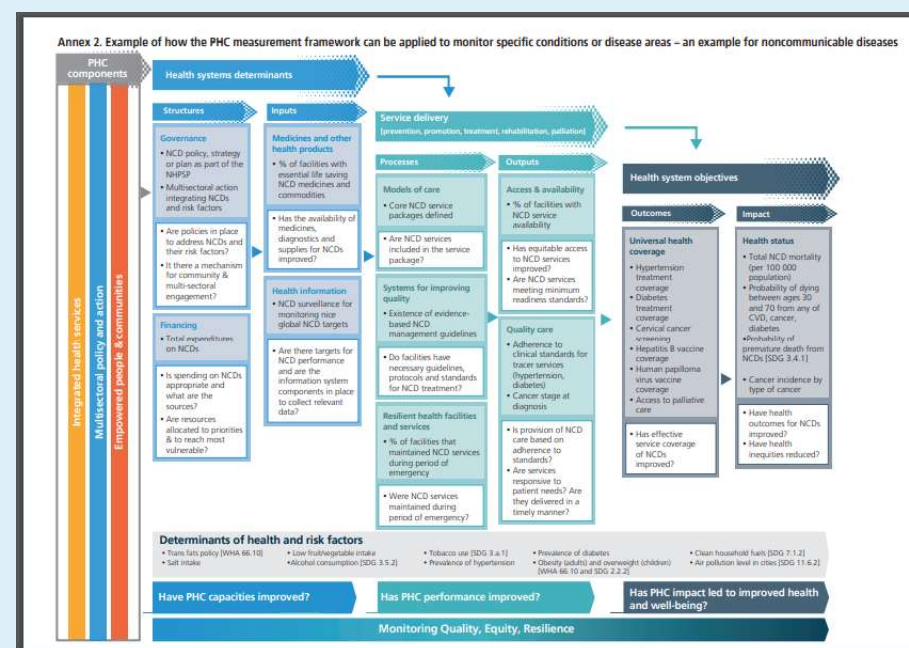 Annex 2. Example of how the PHC measurement framework can be applied to monitor specific conditions or disease areas – an example for noncommunicable diseases
PHC
components
Integrated health services
Multisectoral policy and action
Empowered people & communities
Health systems determinants
Structures
Governance
• NCD policy, strategy
or plan as part of the
NHPSP
• Multisectoral action
integrating NCDs
and risk factors
• Are policies in place
to address NCDs and
their risk factors?
• Is there a mechanism
for community &
multi-sectoral
engagement?
Financing
• Total expenditures
on NCDs
• Is spending on NCDs
appropriate and
what are the
sources?
• Are resources
allocated to priorities
& to reach most
vulnerable?
Inputs
Medicines and other
health products
• % of facilities with
essential life saving
NCD medicines and
commodities
• Has the availability of
medicines,
diagnostics and
supplies for NCDs
improved?
Health information
• NCD surveillance for
monitoring nice
global NCD targets
• Are there targets for
NCD performance
and are the
information system
components in place
to collect relevant
data?
Service delivery
(prevention, promotion, treatment, rehabilitation, palliation)
Processes
Models of care
• Core NCD service
packages defined
• Are NCD services
included in the service
package?
Systems for improving
quality
• Existence of evidence-
based NCD
management guidelines
• Do facilities have
necessary guidelines,
protocols and standards
for NCD treatment?
Resilient health facilities
and services
• % of facilities that
maintained NCD services
during period of
emergency
• Were NCD services
maintained during
period of emergency?
Outputs
Access & availability
• % of facilities with
NCD service
availability
• Has equitable access
to NCD services
improved?
• Are NCD services
meeting minimum
readiness standards?
Quality care
• Adherence to
clinical standards for
tracer services
(hypertension,
diabetes)
• Cancer stage at
diagnosis
• Is provision of NCD
care based on
adherence to
standards?
• Are services
responsive to
patient needs? Are
they delivered in a
timely manner?
Health system objectives
Outcomes
Universal health
coverage
• Hypertension
treatment
coverage
• Diabetes
treatment
coverage
• Cervical cancer
screening
• Hepatitis B vaccine
coverage
• Human papilloma
virus vaccine
coverage
• Access to palliative
care
• Has effective
service coverage
of NCDs
improved?
Impact
Health status
• Total NCD mortality
(per 100 000
population)
• Probability of dying
between ages 30
and 70 from any of
CVD, cancer,
diabetes
•Probability of
premature death from
NCDs [SDG 3.4.1]
• Cancer incidence by
type of cancer
• Have health
outcomes for NCDs
improved?
• Have health
inequities reduced?
Determinants of health and risk factors
• Trans fats policy [WHA 66.10]
• Salt intake
• Low fruit/vegetable intake
•Alcohol consumption [SDG 3.5.2]
• Tobacco use [SDG 3.a.1]
• Prevalence of hypertension
• Prevalence of diabetes
• Obesity (adults) and overweight (children)
[WHA 66.10 and SDG 2.2.2]
• Clean household fuels [SDG 7.1.2]
• Air pollution level in cities [SDG 11.6.2]
Have PHC capacities improved?
Has PHC performance improved?
Has PHC impact led to improved health
and well-being?
Monitoring Quality, Equity, Resilience